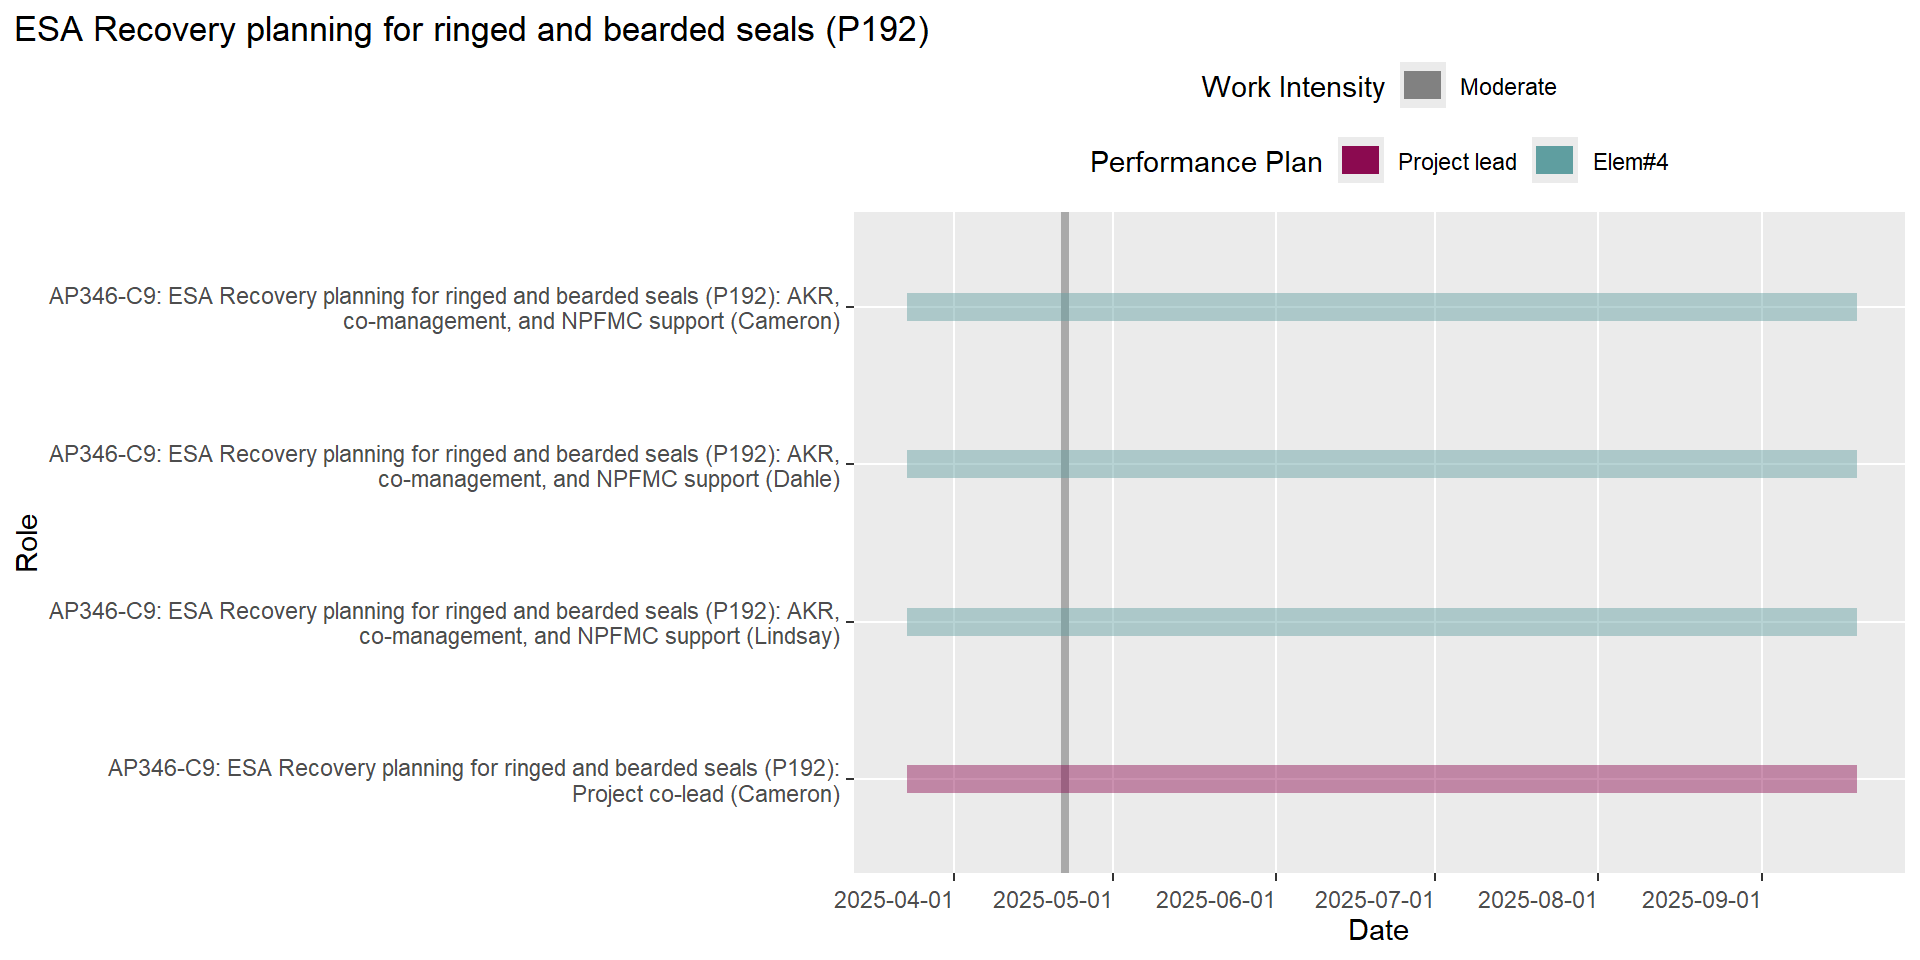 ESA Recovery planning for ringed and bearded seals (P192)
Work Intensity Moderate
Performance Plan Project lead Elem#4
AP346-C9: ESA Recovery planning for ringed and bearded seals (P192): AKR,
co-management, and NPFMC support (Cameron)
AP346-C9: ESA Recovery planning for ringed and bearded seals (P192): AKR,
co-management, and NPFMC support (Dahle)
Role
AP346-C9: ESA Recovery planning for ringed and bearded seals (P192): AKR,
co-management, and NPFMC support (Lindsay)
AP346-C9: ESA Recovery planning for ringed and bearded seals (P192):
Project co-lead (Cameron)
2025-04-01 2025-05-01 2025-06-01 2025-07-01 2025-08-01 2025-09-01
Date